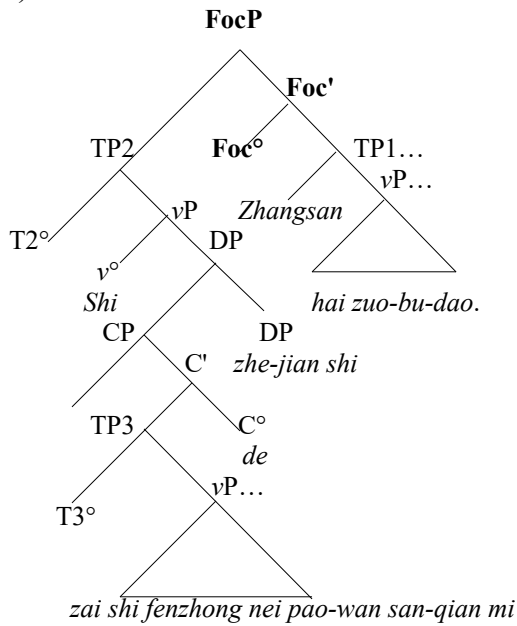 )
FocP
Foc'
TP2 Foc° TP1…
vP…
vP Zhangsan
T2° DP
v°
Shi hai zuo-bu-dao.
CP DP
C' zhe-jian shi
TP3 C°
de
vP…
T3°
zai shi fenzhong nei pao-wan san-qian mi